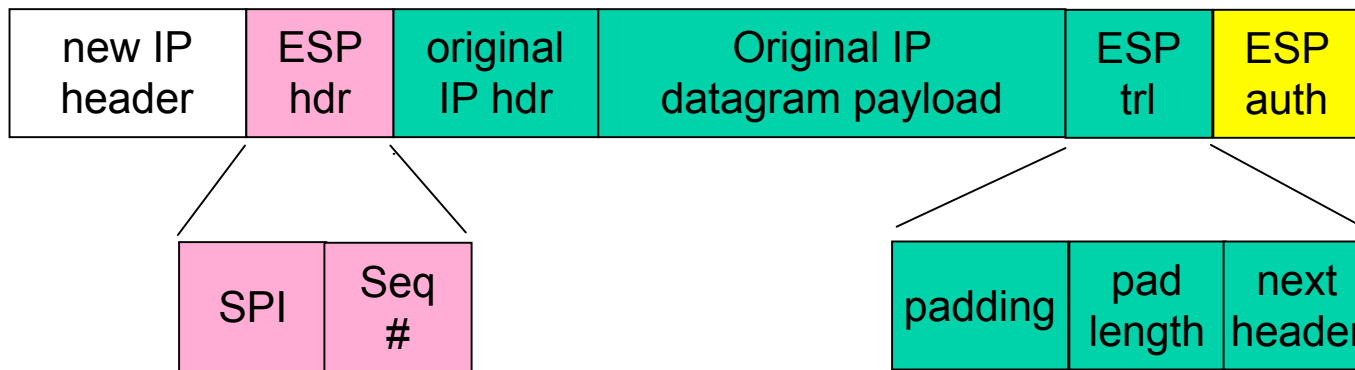 new IP
header
ESP
hdr
original
IP hdr
Original IP
datagram payload
ESP
trl
ESP
auth
SPI
Seq
#
padding
pad
length
next
header